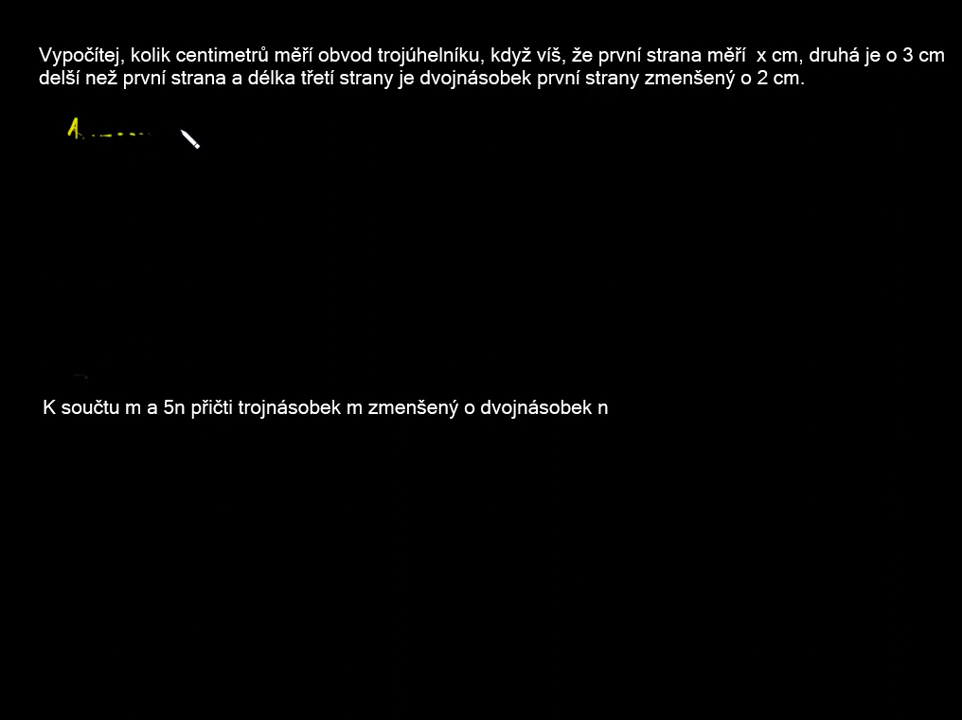 Vypočítej, kolik centimetrů měří obvod trojúhelníku, když víš, že první strana měří x cm, druhá je o 3 cm
delší než první strana a délka třetí strany je dvojnásobek první strany zmenšený o 2 cm.
1.......
K součtu m a 5n přičti trojnásobek m zmenšený o dvojnásobek n